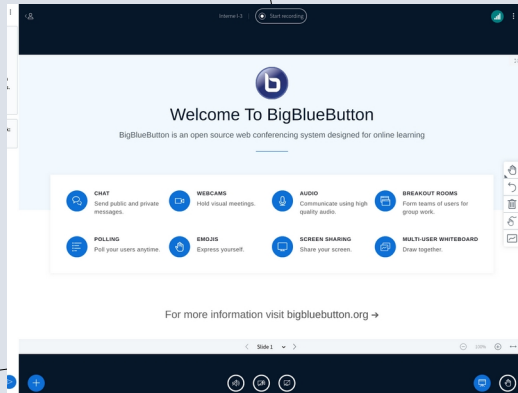 Interne I-3
Start recording
Welcome To BigBlueButton
BigBlueButton is an open source web conferencing system designed for online learning
CHAT
Send public and private
messages.
WEBCAMS
Hold visual meetings.
AUDIO
Communicate using high
quality audio.
BREAKOUT ROOMS
Form teams of users for
group work.
POLLING
Poll your users anytime.
EMOJIS
Express yourself.
SCREEN SHARING
Share your screen.
MULTI-USER WHITEBOARD
Draw together.
For more information visit bigbluebutton.org →
Slide 1
100%